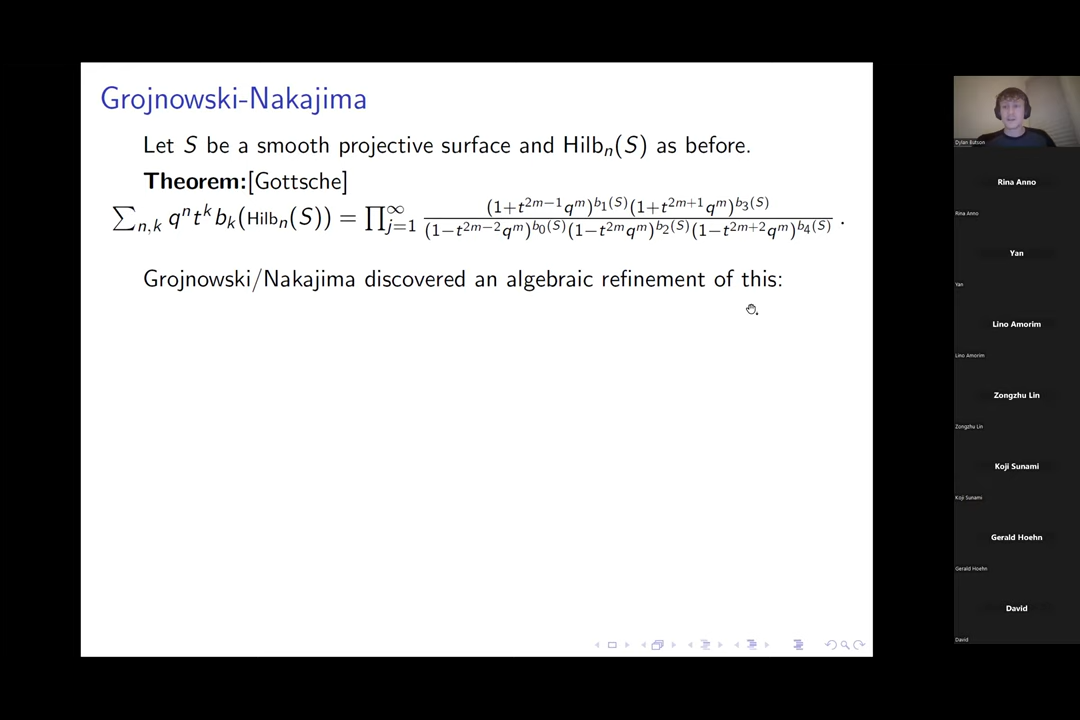 Grojnowski-Nakajima
Let S be a smooth projective surface and Hilb_n(S) as before.
Theorem:[Gottsche]
∑_{n,k} q^n t^k b_k(Hilb_n(S)) = ∏_{j=1}^∞ \frac{(1+t^{2m−1}q^m)^{b_1(S)}(1+t^{2m+1}q^m)^{b_3(S)}}{(1−t^{2m−2}q^m)^{b_0(S)}(1−t^{2m}q^m)^{b_2(S)}(1−t^{2m+2}q^m)^{b_4(S)}} .
Grojnowski/Nakajima discovered an algebraic refinement of this:
Dylan Butson
Rina Anno
Rina Anno
Yan
Yan
Lino Amorim
Lino Amorim
Zongzhu Lin
Zongzhu Lin
Koji Sunami
Koji Sunami
Gerald Hoehn
Gerald Hoehn
David
David